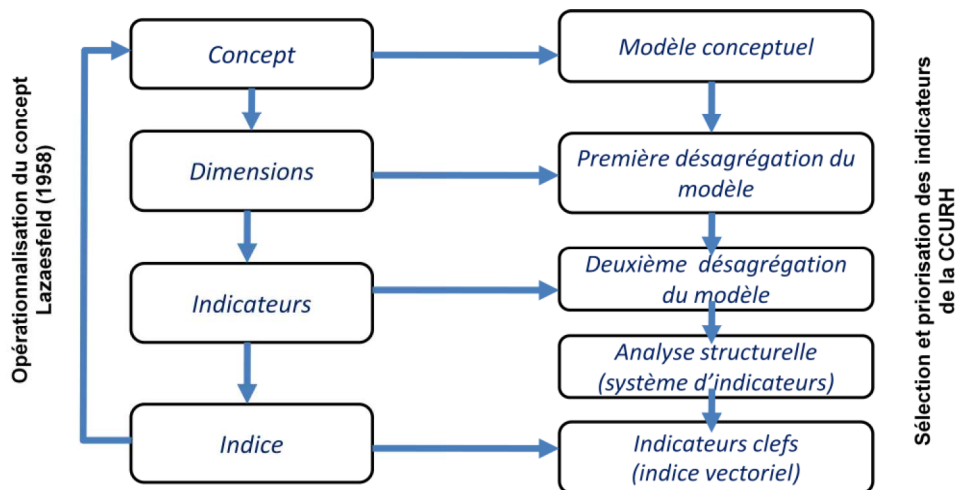 Opérationnalisation du concept
Lazaesfeld (1958)
Concept
Dimensions
Indicateurs
Indice
Modèle conceptuel
Première désagrégation du
modèle
Deuxième désagrégation
du modèle
Analyse structurelle
(système d'indicateurs)
Indicateurs clefs
(indice vectoriel)
Sélection et priorisation des indicateurs
de la CCURH